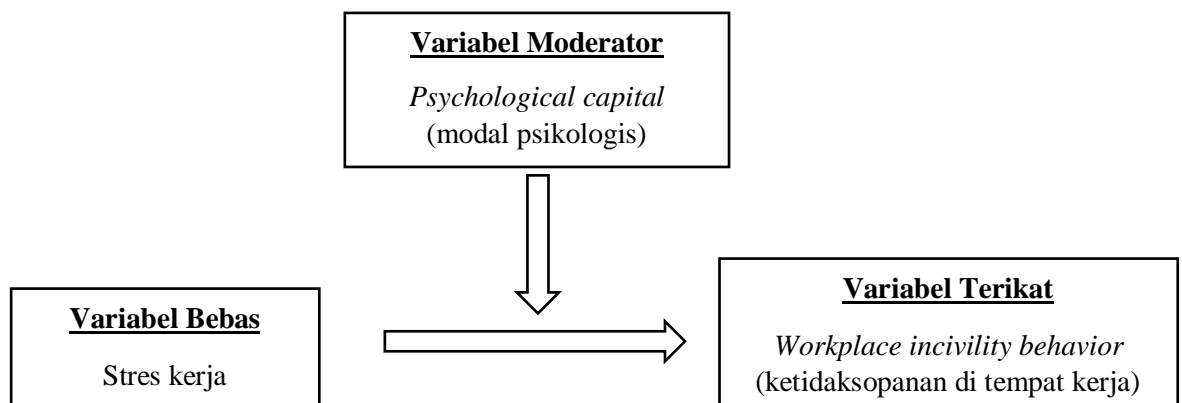 Variabel Moderator
Psychological capital
(modal psikologis)
Variabel Bebas
Stres kerja
Variabel Terikat
Workplace incivility behavior
(ketidaksopanan di tempat kerja)